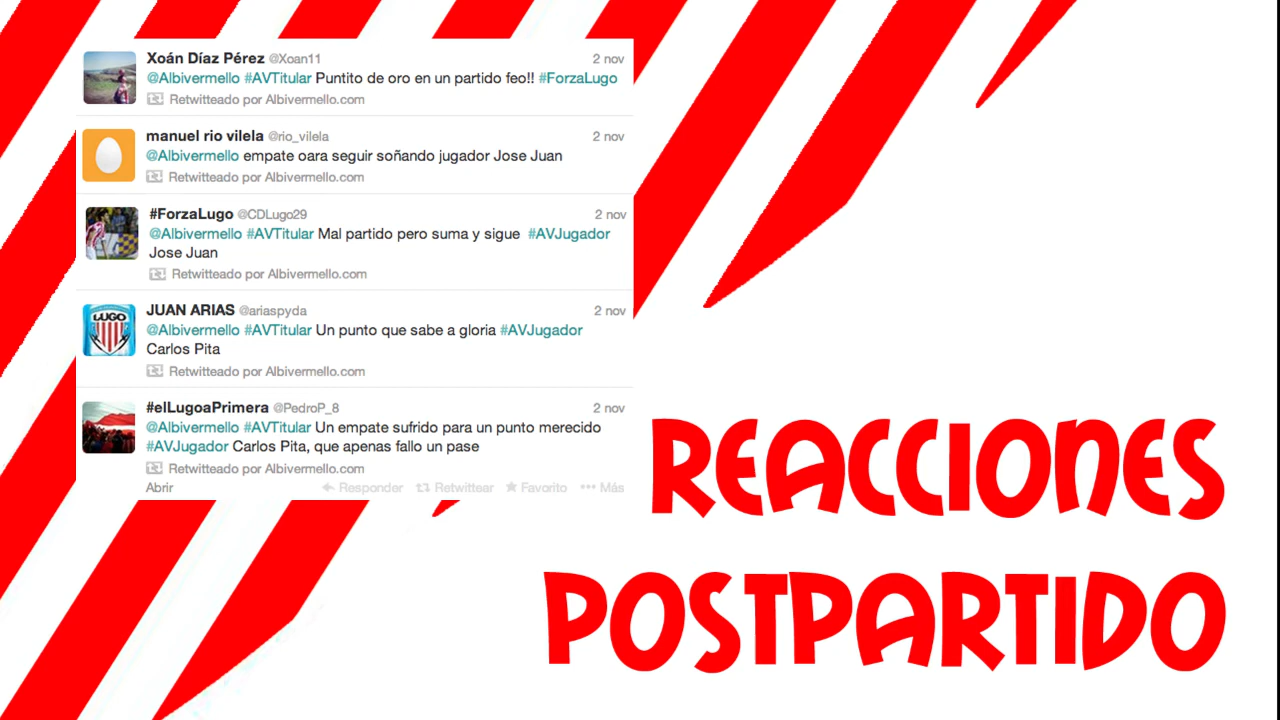 Xoán Díaz Pérez @Xoan11 2 nov
@Albivermello #AVTitular Puntito de oro en un partido feo!! #ForzaLugo
Retwitteado por Albivermello.com
manuel rio vilela @rio_vilela 2 nov
@Albivermello empate oara seguir soñando jugador Jose Juan
Retwitteado por Albivermello.com
#ForzaLugo @CDLugo29 2 nov
@Albivermello #AVTitular Mal partido pero suma y sigue #AVJugador
Jose Juan
Retwitteado por Albivermello.com
LUGO
JUAN ARIAS @ariaspyda 2 nov
@Albivermello #AVTitular Un punto que sabe a gloria #AVJugador
Carlos Pita
Retwitteado por Albivermello.com
#elLugoaPrimera @PedroP_8 2 nov
@Albivermello #AVTitular Un empate sufrido para un punto merecido
#AVJugador Carlos Pita, que apenas fallo un pase
Retwitteado por Albivermello.com
Abrir Responder Retwittear Favorito Más
REACCIONES
POSTPARTIDO